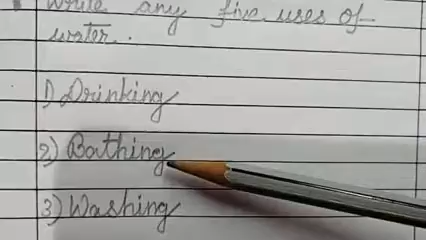 Write any five uses of
water.
1) Drinking
2) Bathing
3) Washing